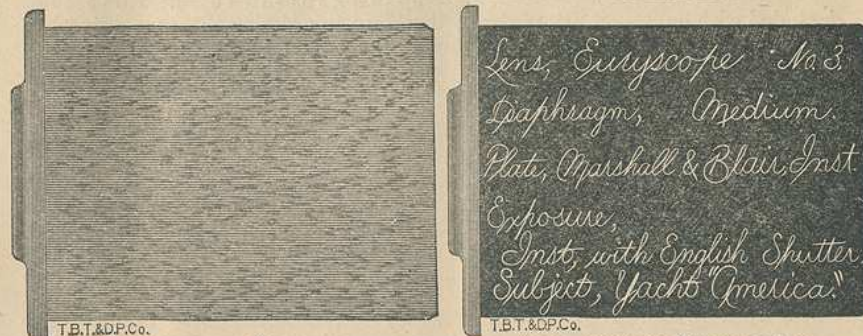 Lens, Euryscope No. 3.
Diaphragm, Medium.
Plate, Marshall & Blair, Inst.
Exposure,
Inst, with English Shutter.
Subject, Yacht "America."
T.B.T.&D.P.Co.
T.B.T.&D.P.Co.